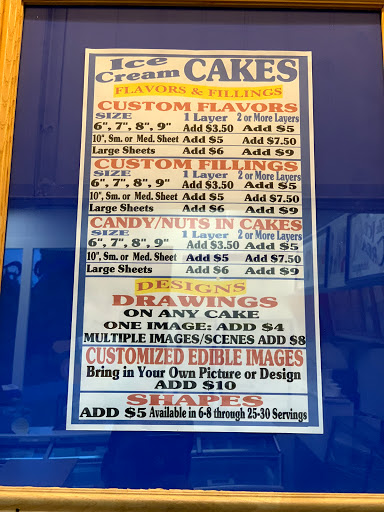 Ice Cream CAKES
FLAVORS & FILLINGS
CUSTOM FLAVORS
SIZE 1 Layer 2 or More Layers
6", 7", 8", 9" Add $3.50 Add $5
10", Sm. or Med. Sheet Add $5 Add $7.50
Large Sheets Add $6 Add $9
CUSTOM FILLINGS
SIZE 1 Layer 2 or More Layers
6", 7", 8", 9" Add $3.50 Add $5
10", Sm. or Med. Sheet Add $5 Add $7.50
Large Sheets Add $6 Add $9
CANDY/NUTS IN CAKES
SIZE 1 Layer 2 or More Layers
6", 7", 8", 9" Add $3.50 Add $5
10", Sm. or Med. Sheet Add $5 Add $7.50
Large Sheets Add $6 Add $9
DESIGNS
DRAWINGS
ON ANY CAKE
ONE IMAGE: ADD $4
MULTIPLE IMAGES/SCENES ADD $8
CUSTOMIZED EDIBLE IMAGES
Bring in Your Own Picture or Design
ADD $10
SHAPES
ADD $5 Available in 6-8 through 25-30 Servings